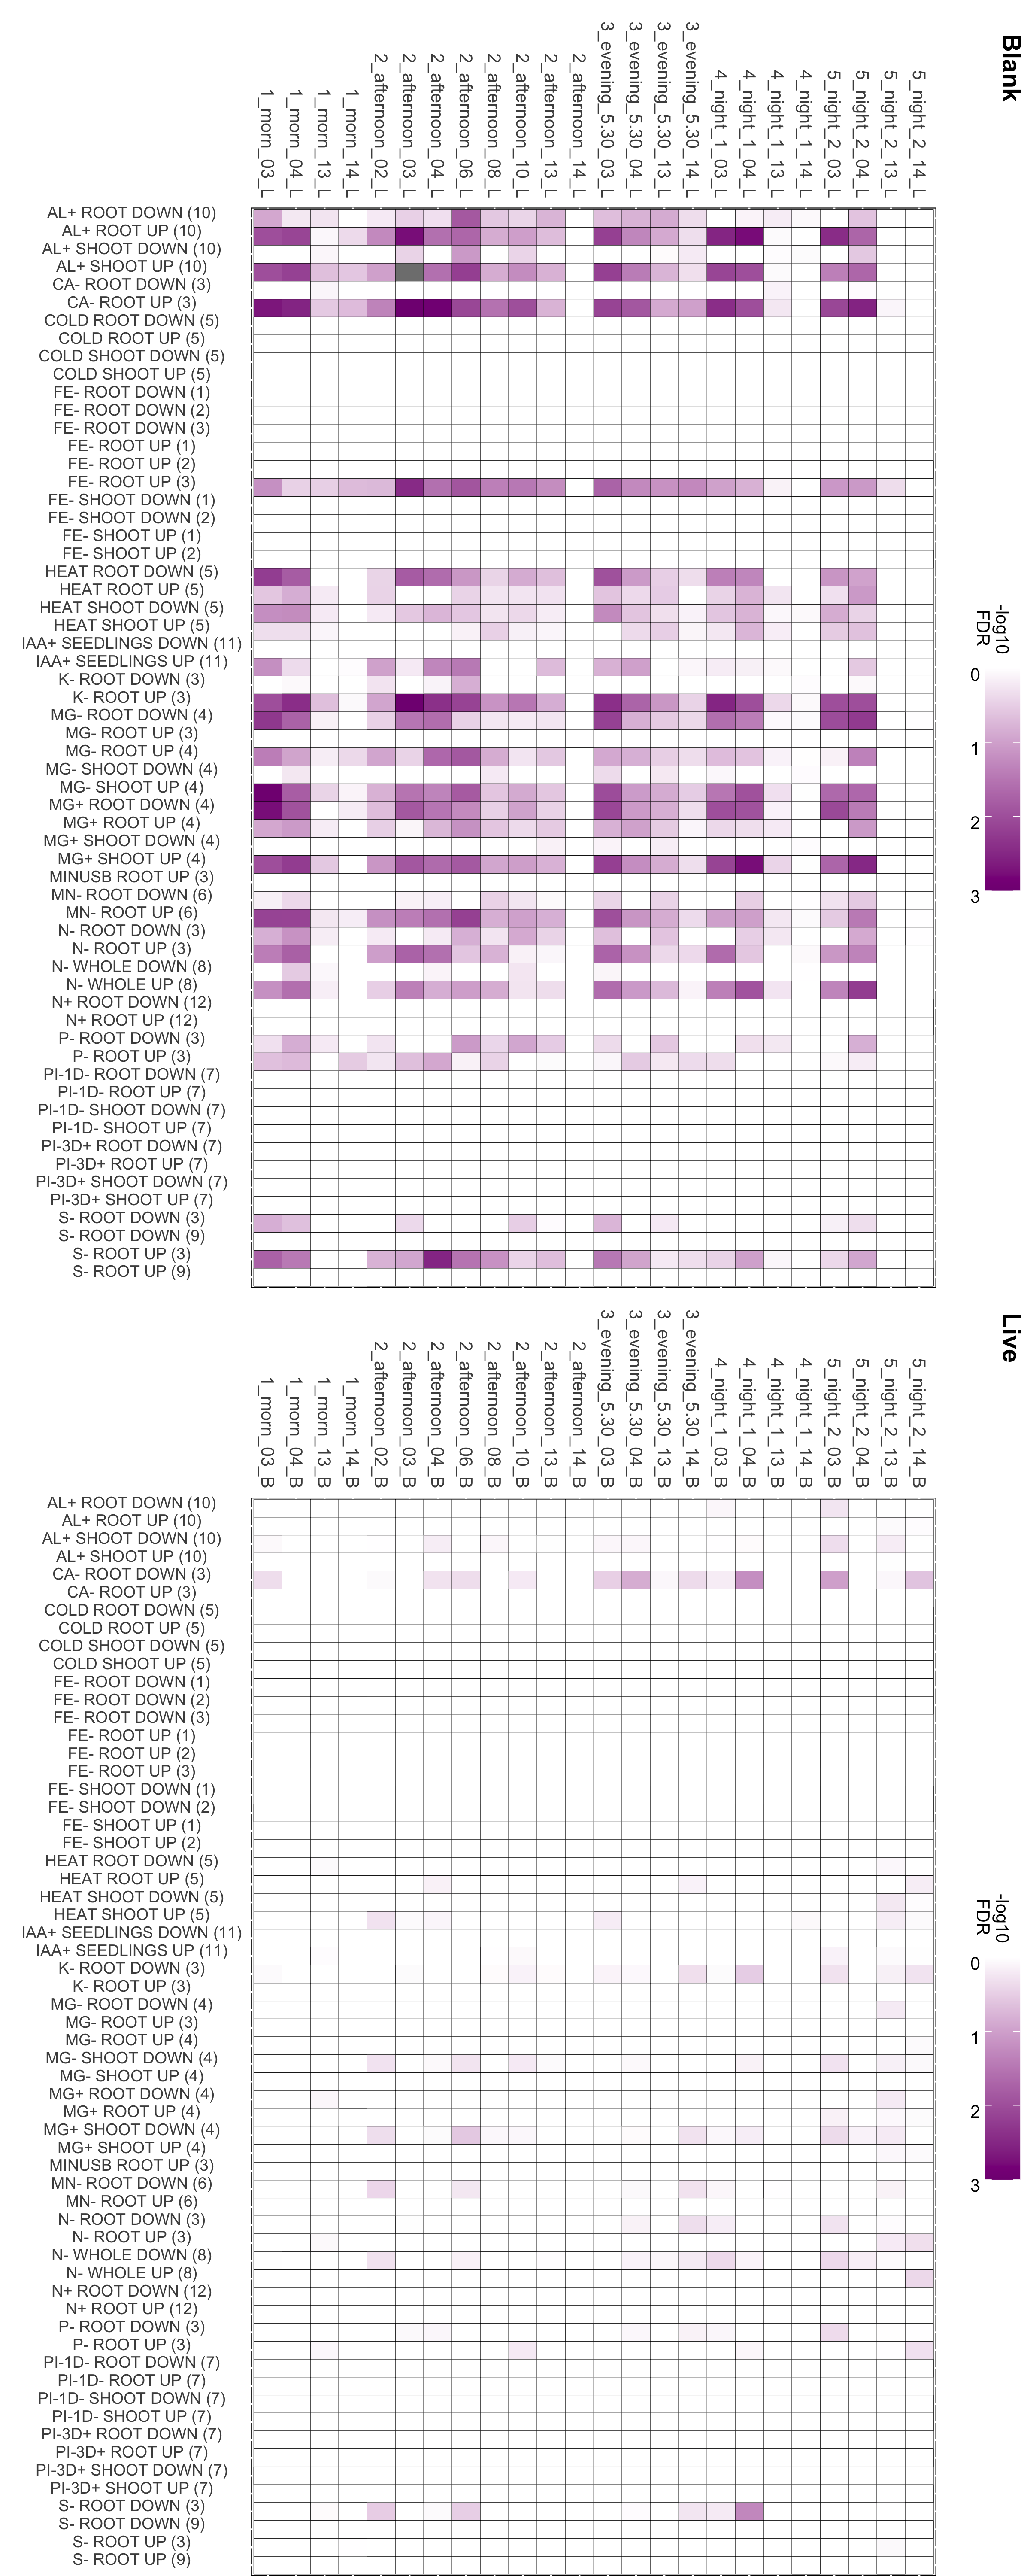 Blank
1_morn_03_L
1_morn_04_L
1_morn_13_L
1_morn_14_L
2_afternoon_02_L
2_afternoon_03_L
2_afternoon_04_L
2_afternoon_06_L
2_afternoon_08_L
2_afternoon_10_L
2_afternoon_13_L
2_afternoon_14_L
3_evening_5.30_03_L
3_evening_5.30_04_L
3_evening_5.30_13_L
3_evening_5.30_14_L
4_night_1_03_L
4_night_1_04_L
4_night_1_13_L
4_night_1_14_L
5_night_2_03_L
5_night_2_04_L
5_night_2_13_L
5_night_2_14_L
AL+ ROOT DOWN (10)
AL+ ROOT UP (10)
AL+ SHOOT DOWN (10)
AL+ SHOOT UP (10)
CA- ROOT DOWN (3)
CA- ROOT UP (3)
COLD ROOT DOWN (5)
COLD ROOT UP (5)
COLD SHOOT DOWN (5)
COLD SHOOT UP (5)
FE- ROOT DOWN (1)
FE- ROOT DOWN (2)
FE- ROOT DOWN (3)
FE- ROOT UP (1)
FE- ROOT UP (2)
FE- ROOT UP (3)
FE- SHOOT DOWN (1)
FE- SHOOT DOWN (2)
FE- SHOOT UP (1)
FE- SHOOT UP (2)
HEAT ROOT DOWN (5)
HEAT ROOT UP (5)
HEAT SHOOT DOWN (5)
HEAT SHOOT UP (5)
IAA+ SEEDLINGS DOWN (11)
IAA+ SEEDLINGS UP (11)
K- ROOT DOWN (3)
K- ROOT UP (3)
MG- ROOT DOWN (4)
MG- ROOT UP (3)
MG- ROOT UP (4)
MG- SHOOT DOWN (4)
MG- SHOOT UP (4)
MG+ ROOT DOWN (4)
MG+ ROOT UP (4)
MG+ SHOOT DOWN (4)
MG+ SHOOT UP (4)
MINUSB ROOT UP (3)
MN- ROOT DOWN (6)
MN- ROOT UP (6)
N- ROOT DOWN (3)
N- ROOT UP (3)
N- WHOLE DOWN (8)
N- WHOLE UP (8)
N+ ROOT DOWN (12)
N+ ROOT UP (12)
P- ROOT DOWN (3)
P- ROOT UP (3)
PI-1D- ROOT DOWN (7)
PI-1D- ROOT UP (7)
PI-1D- SHOOT DOWN (7)
PI-1D- SHOOT UP (7)
PI-3D+ ROOT DOWN (7)
PI-3D+ ROOT UP (7)
PI-3D+ SHOOT DOWN (7)
PI-3D+ SHOOT UP (7)
S- ROOT DOWN (3)
S- ROOT DOWN (9)
S- ROOT UP (3)
S- ROOT UP (9)
-log10
FDR
0
1
2
3
Live
1_morn_03_B
1_morn_04_B
1_morn_13_B
1_morn_14_B
2_afternoon_02_B
2_afternoon_03_B
2_afternoon_04_B
2_afternoon_06_B
2_afternoon_08_B
2_afternoon_10_B
2_afternoon_13_B
2_afternoon_14_B
3_evening_5.30_03_B
3_evening_5.30_04_B
3_evening_5.30_13_B
3_evening_5.30_14_B
4_night_1_03_B
4_night_1_04_B
4_night_1_13_B
4_night_1_14_B
5_night_2_03_B
5_night_2_04_B
5_night_2_13_B
5_night_2_14_B
AL+ ROOT DOWN (10)
AL+ ROOT UP (10)
AL+ SHOOT DOWN (10)
AL+ SHOOT UP (10)
CA- ROOT DOWN (3)
CA- ROOT UP (3)
COLD ROOT DOWN (5)
COLD ROOT UP (5)
COLD SHOOT DOWN (5)
COLD SHOOT UP (5)
FE- ROOT DOWN (1)
FE- ROOT DOWN (2)
FE- ROOT DOWN (3)
FE- ROOT UP (1)
FE- ROOT UP (2)
FE- ROOT UP (3)
FE- SHOOT DOWN (1)
FE- SHOOT DOWN (2)
FE- SHOOT UP (1)
FE- SHOOT UP (2)
HEAT ROOT DOWN (5)
HEAT ROOT UP (5)
HEAT SHOOT DOWN (5)
HEAT SHOOT UP (5)
IAA+ SEEDLINGS DOWN (11)
IAA+ SEEDLINGS UP (11)
K- ROOT DOWN (3)
K- ROOT UP (3)
MG- ROOT DOWN (4)
MG- ROOT UP (3)
MG- ROOT UP (4)
MG- SHOOT DOWN (4)
MG- SHOOT UP (4)
MG+ ROOT DOWN (4)
MG+ ROOT UP (4)
MG+ SHOOT DOWN (4)
MG+ SHOOT UP (4)
MINUSB ROOT UP (3)
MN- ROOT DOWN (6)
MN- ROOT UP (6)
N- ROOT DOWN (3)
N- ROOT UP (3)
N- WHOLE DOWN (8)
N- WHOLE UP (8)
N+ ROOT DOWN (12)
N+ ROOT UP (12)
P- ROOT DOWN (3)
P- ROOT UP (3)
PI-1D- ROOT DOWN (7)
PI-1D- ROOT UP (7)
PI-1D- SHOOT DOWN (7)
PI-1D- SHOOT UP (7)
PI-3D+ ROOT DOWN (7)
PI-3D+ ROOT UP (7)
PI-3D+ SHOOT DOWN (7)
PI-3D+ SHOOT UP (7)
S- ROOT DOWN (3)
S- ROOT DOWN (9)
S- ROOT UP (3)
S- ROOT UP (9)
-log10
FDR
0
1
2
3